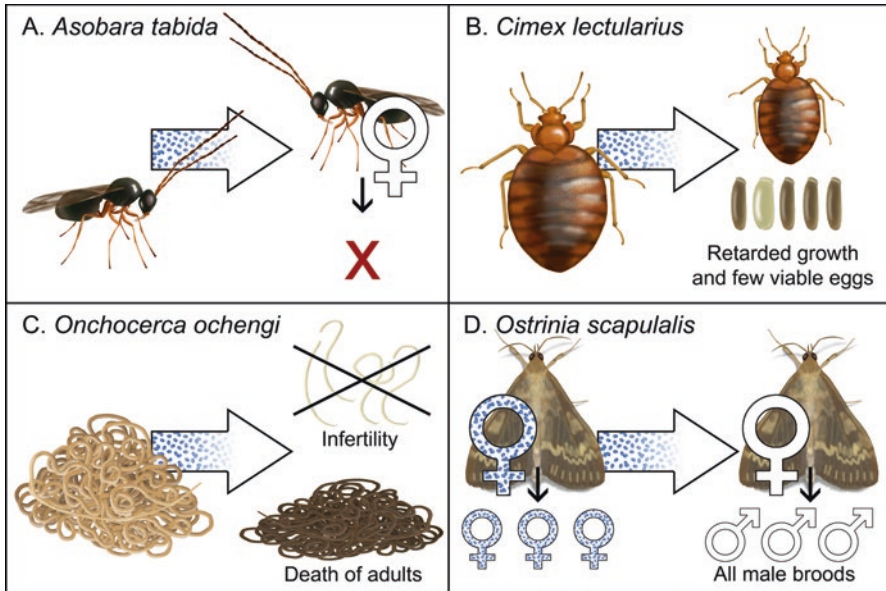 A. Asobara tabida
X
B. Cimex lectularius
Retarded growth
and few viable eggs
C. Onchocerca ochengi
Infertility
Death of adults
D. Ostrinia scapulalis
All male broods